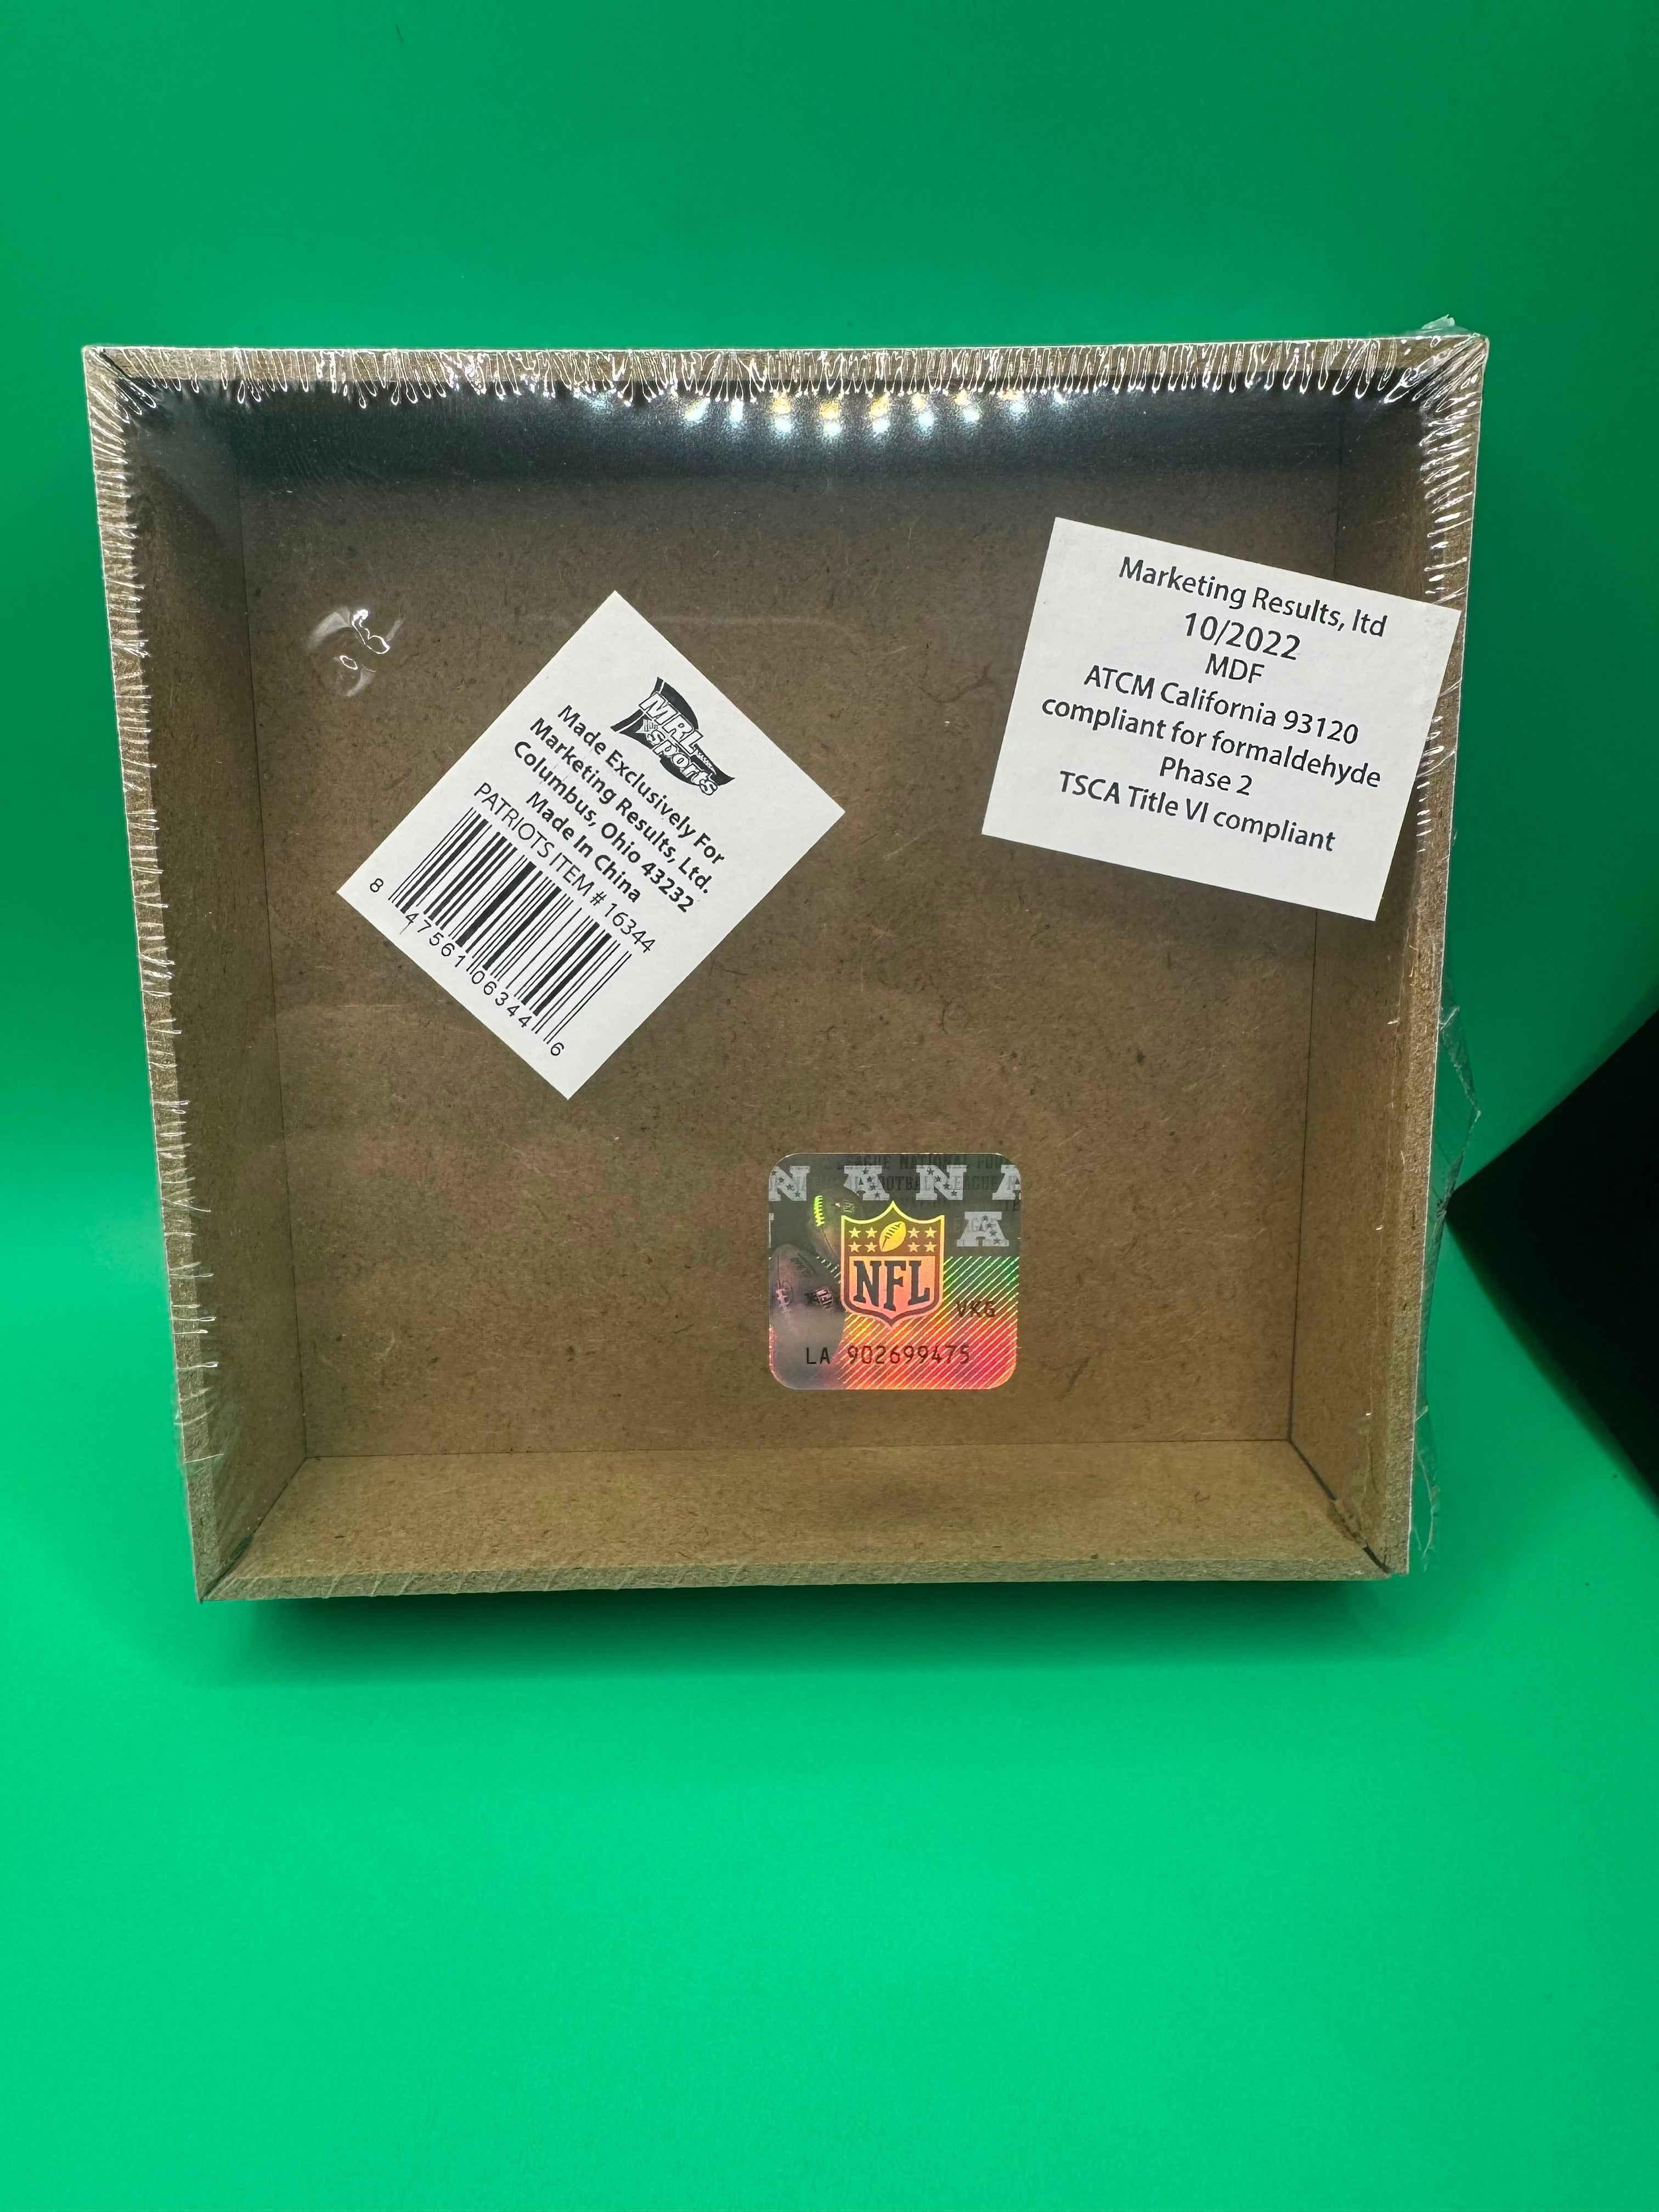 MRL
sports
Made Exclusively For
Marketing Results, Ltd.
Columbus, Ohio 43232
Made In China
PATRIOTS ITEM # 16344
8 47561 06344 6
Marketing Results, ltd
10/2022
MDF
ATCM California 93120
compliant for formaldehyde
Phase 2
TSCA Title VI compliant
N A N A
A
NFL
VKG
LA 902699475